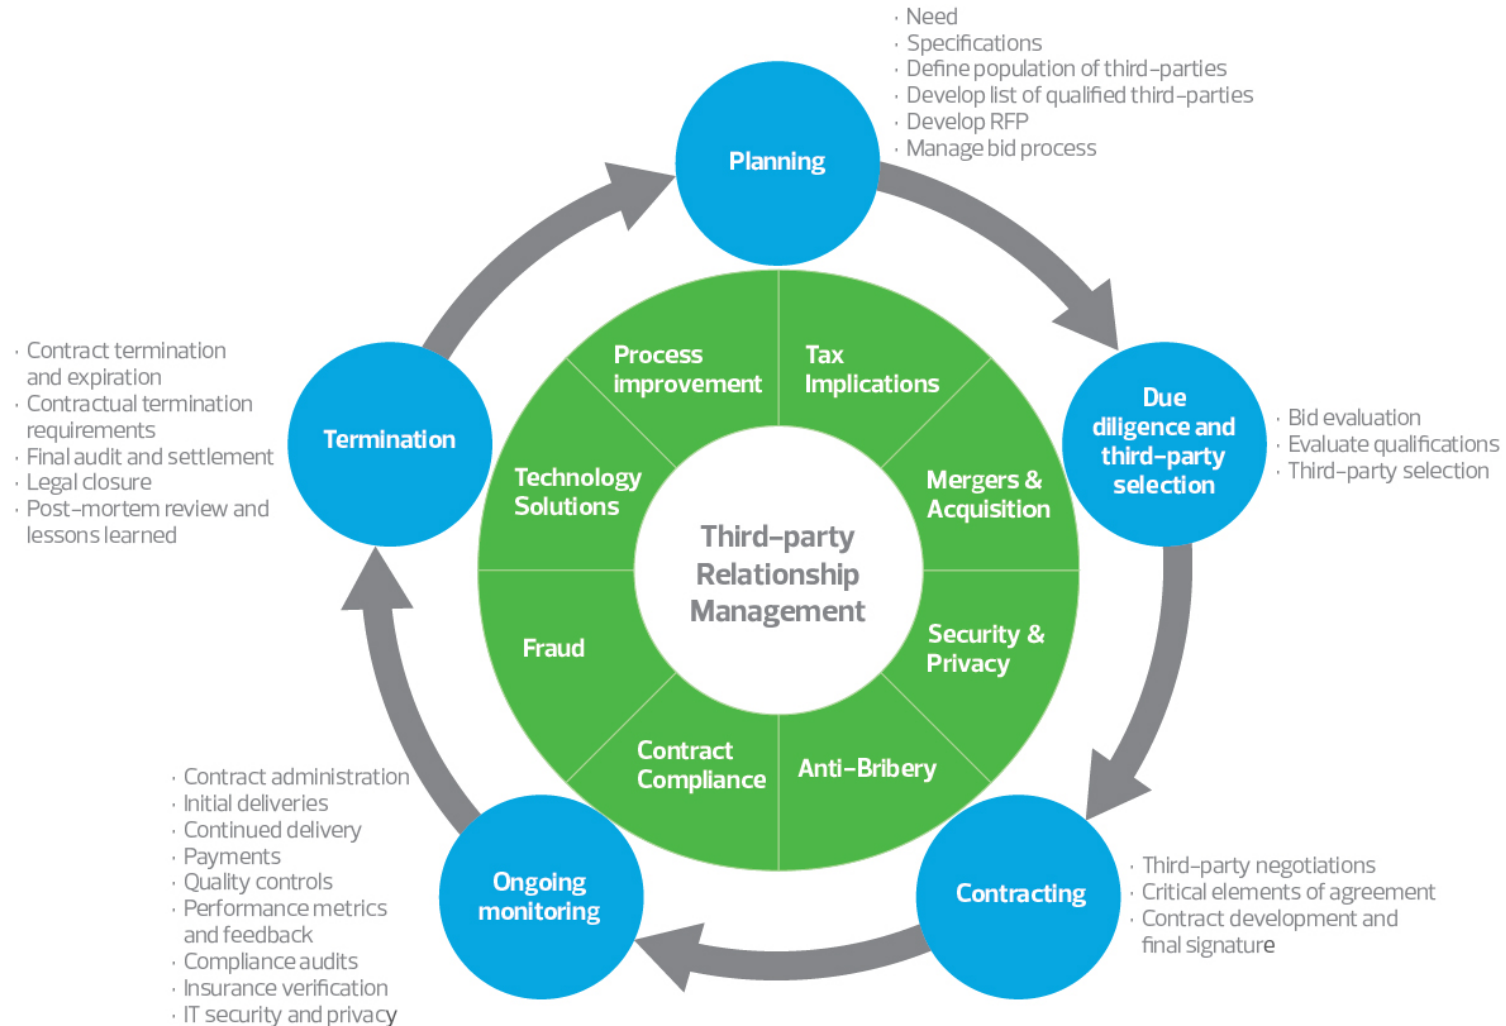 · Need
· Specifications
· Define population of third-parties
· Develop list of qualified third-parties
· Develop RFP
· Manage bid process
Planning
Due
diligence and
third-party
selection
· Bid evaluation
· Evaluate qualifications
· Third-party selection
Contracting
· Third-party negotiations
· Critical elements of agreement
· Contract development and
final signature
Ongoing
monitoring
· Contract administration
· Initial deliveries
· Continued delivery
· Payments
· Quality controls
· Performance metrics
and feedback
· Compliance audits
· Insurance verification
· IT security and privacy
Termination
· Contract termination
and expiration
· Contractual termination
requirements
· Final audit and settlement
· Legal closure
· Post-mortem review and
lessons learned
Process
improvement
Tax
Implications
Mergers &
Acquisition
Security &
Privacy
Anti-Bribery
Contract
Compliance
Fraud
Technology
Solutions
Third-party
Relationship
Management